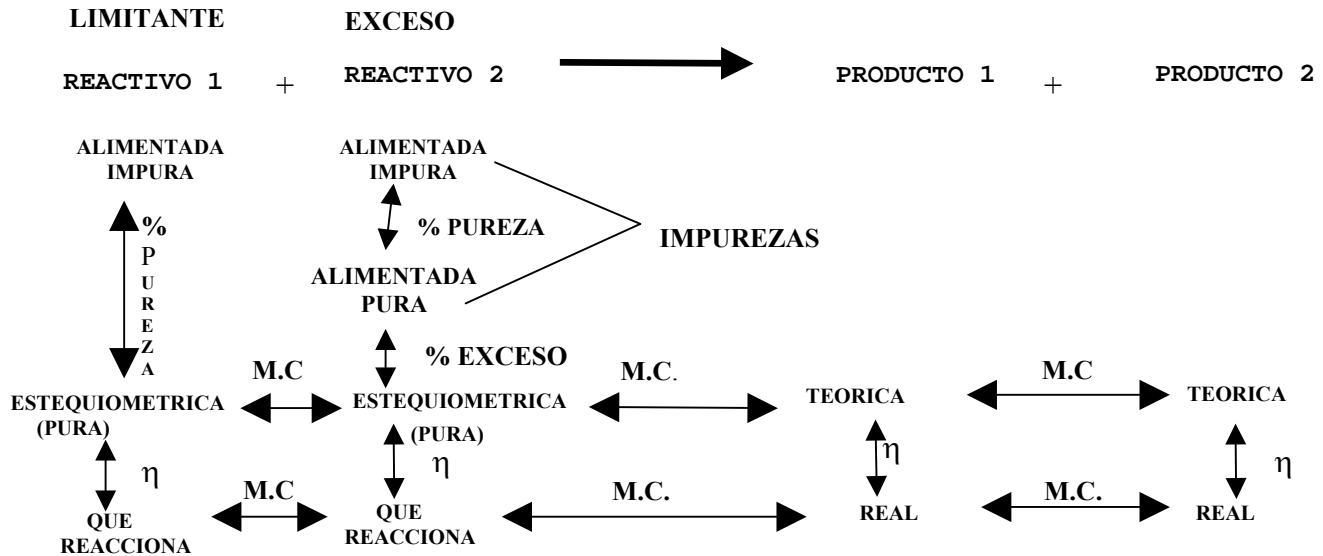 LIMITANTE EXCESO
REACTIVO 1 + REACTIVO 2 PRODUCTO 1 + PRODUCTO 2
ALIMENTADA
IMPURA
ALIMENTADA
IMPURA
%
P
U
R
E
Z
A
% PUREZA
IMPUREZAS
ALIMENTADA
PURA
% EXCESO
M.C
M.C.
M.C
ESTEQUIOMETRICA
(PURA)
ESTEQUIOMETRICA
(PURA)
TEORICA
TEORICA
η
η
η
η
M.C
M.C.
M.C.
QUE
REACCIONA
QUE
REACCIONA
REAL
REAL